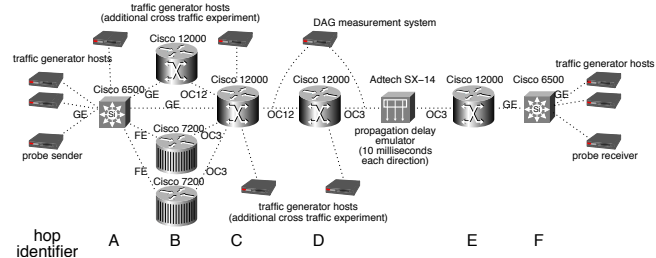 traffic generator hosts
(additional cross traffic experiment)
DAG measurement system
Cisco 12000
traffic generator hosts
Cisco 6500
GE
Si
GE
OC12
GE
Cisco 12000
OC12
Cisco 12000
OC3
Adtech SX-14
propagation delay
emulator
(10 milliseconds
each direction)
OC3
Cisco 12000
GE
Cisco 6500
Si
GE
traffic generator hosts
probe sender
FE
Cisco 7200
OC3
FE
Cisco 7200
OC3
probe receiver
traffic generator hosts
(additional cross traffic experiment)
hop
identifier
A
B
C
D
E
F